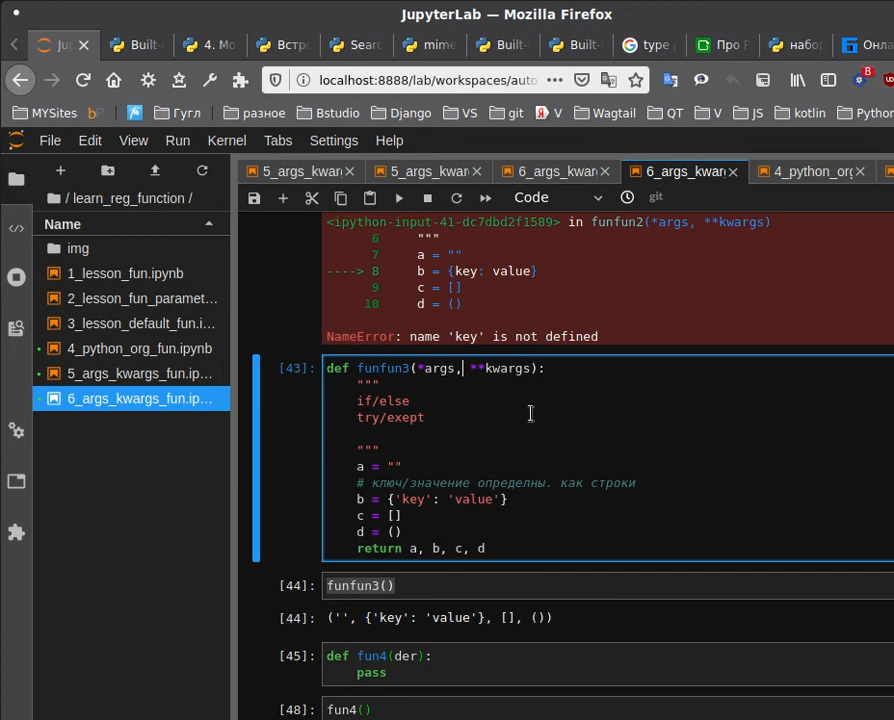 JupyterLab — Mozilla Firefox
Jup
Built-
4. Mo
Встро
Searc
mime
Built-
Built-
type p
Про Р
набо
Онла
localhost:8888/lab/workspaces/auto
B
MYSites
Гугл
разное
Bstudio
Django
VS
git
V
Wagtail
QT
V
JS
kotlin
Python
File Edit View Run Kernel Tabs Settings Help
5_args_kwar
5_args_kwar
6_args_kwar
6_args_kwar
4_python_org
/ learn_reg_function /
Code
git
Name
img
1_lesson_fun.ipynb
2_lesson_fun_paramet...
3_lesson_default_fun.i...
4_python_org_fun.ipynb
5_args_kwargs_fun.ip...
6_args_kwargs_fun.ip...
<ipython-input-41-dc7dbd2f1589> in funfun2(*args, **kwargs)
6 """
7 a = ""
----> 8 b = {key: value}
9 c = []
10 d = ()
NameError: name 'key' is not defined
[43]: def funfun3(*args, **kwargs):
"""
if/else
try/exept
"""
a = ""
# ключ/значение определны. как строки
b = {'key': 'value'}
c = []
d = ()
return a, b, c, d
[44]: funfun3()
[44]: ('', {'key': 'value'}, [], ())
[45]: def fun4(der):
pass
[48]: fun4()